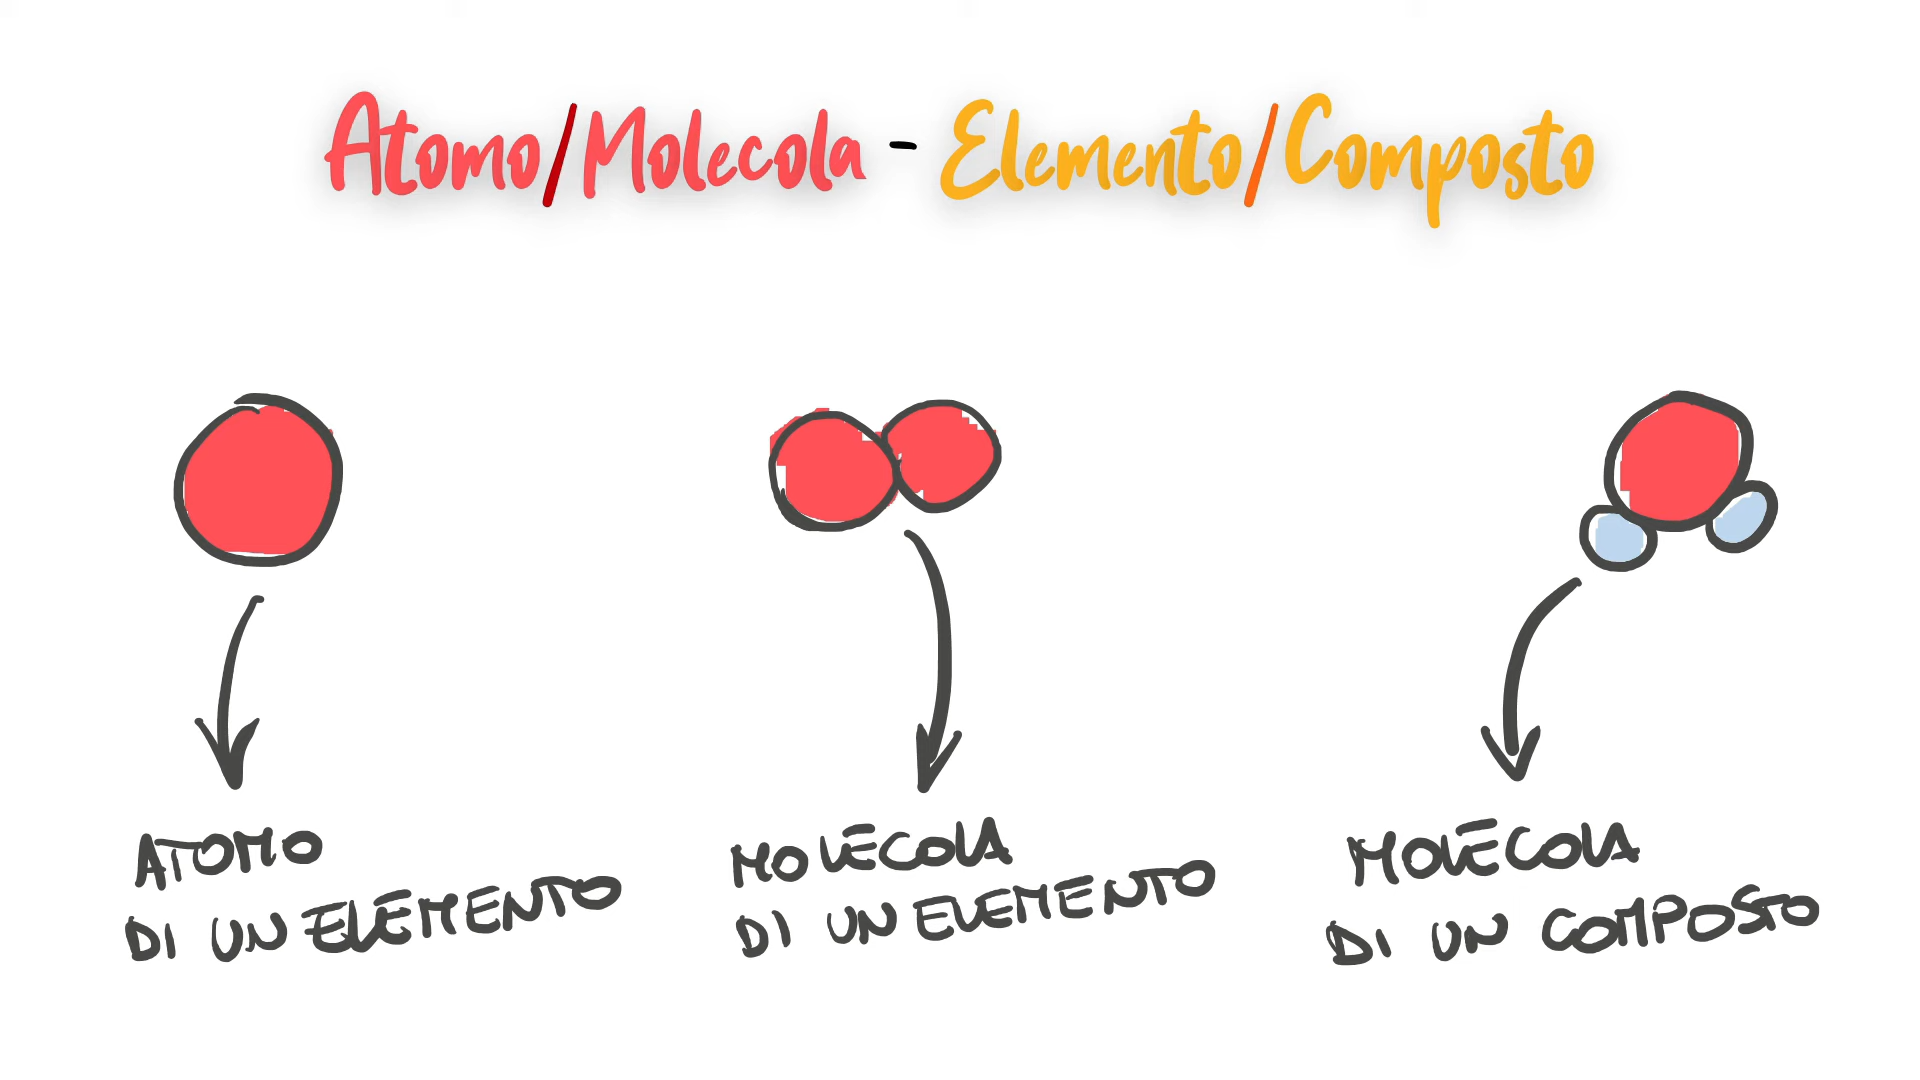 Atomo/Molecola - Elemento/Composto
ATOMO
DI UN ELEMENTO
MOLECOLA
DI UN ELEMENTO
MOLECOLA
DI UN COMPOSTO